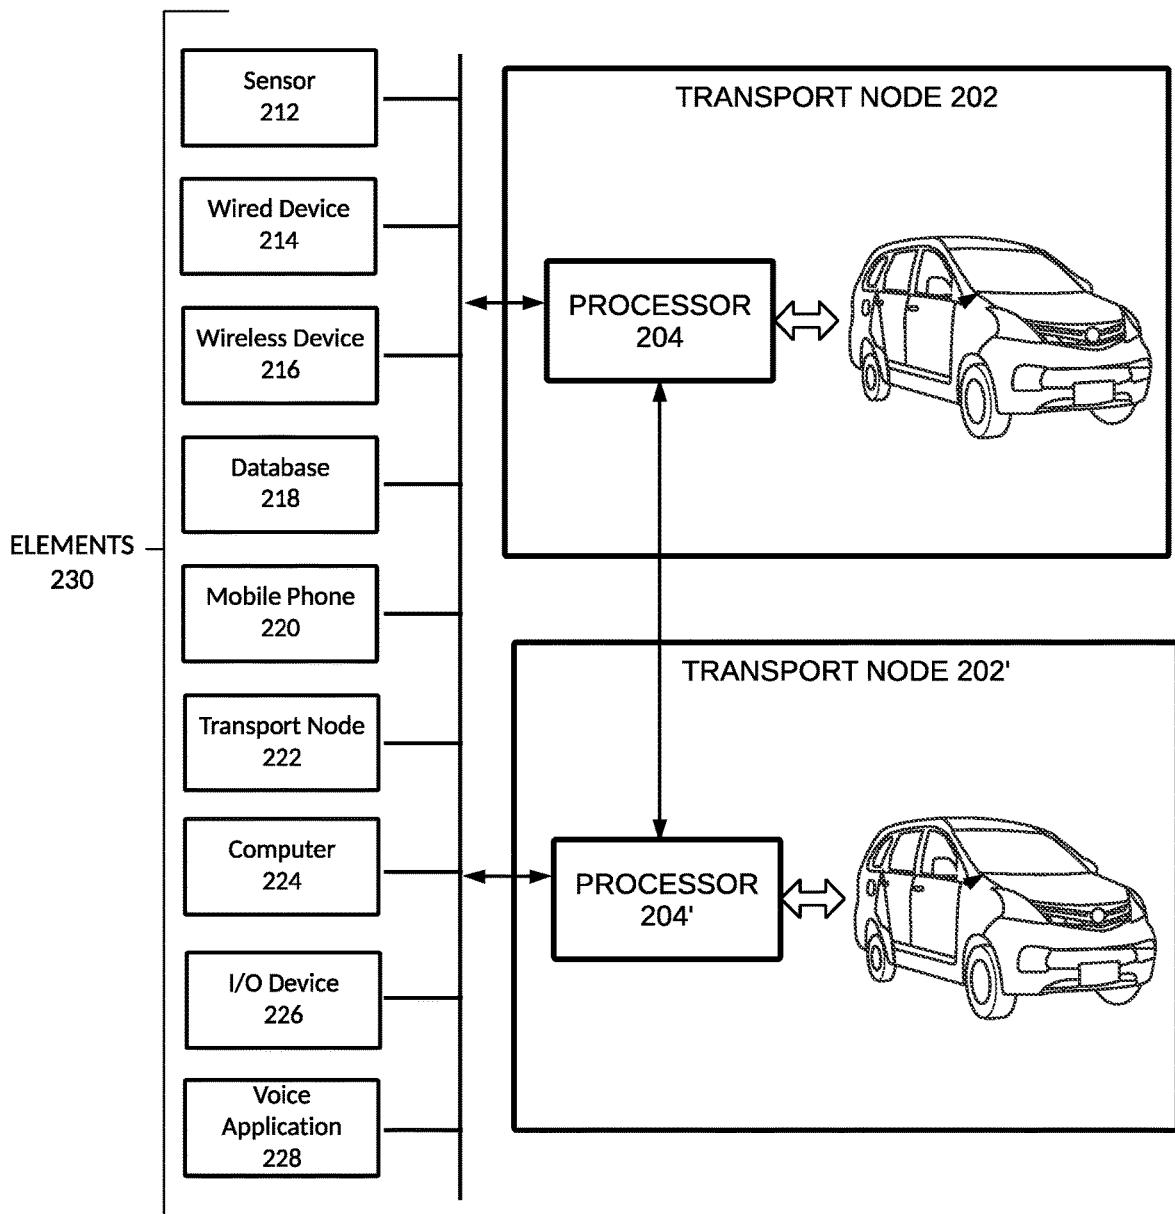 ELEMENTS
230
Sensor
212
Wired Device
214
Wireless Device
216
Database
218
Mobile Phone
220
Transport Node
222
Computer
224
I/O Device
226
Voice
Application
228
TRANSPORT NODE 202
PROCESSOR
204
TRANSPORT NODE 202'
PROCESSOR
204'